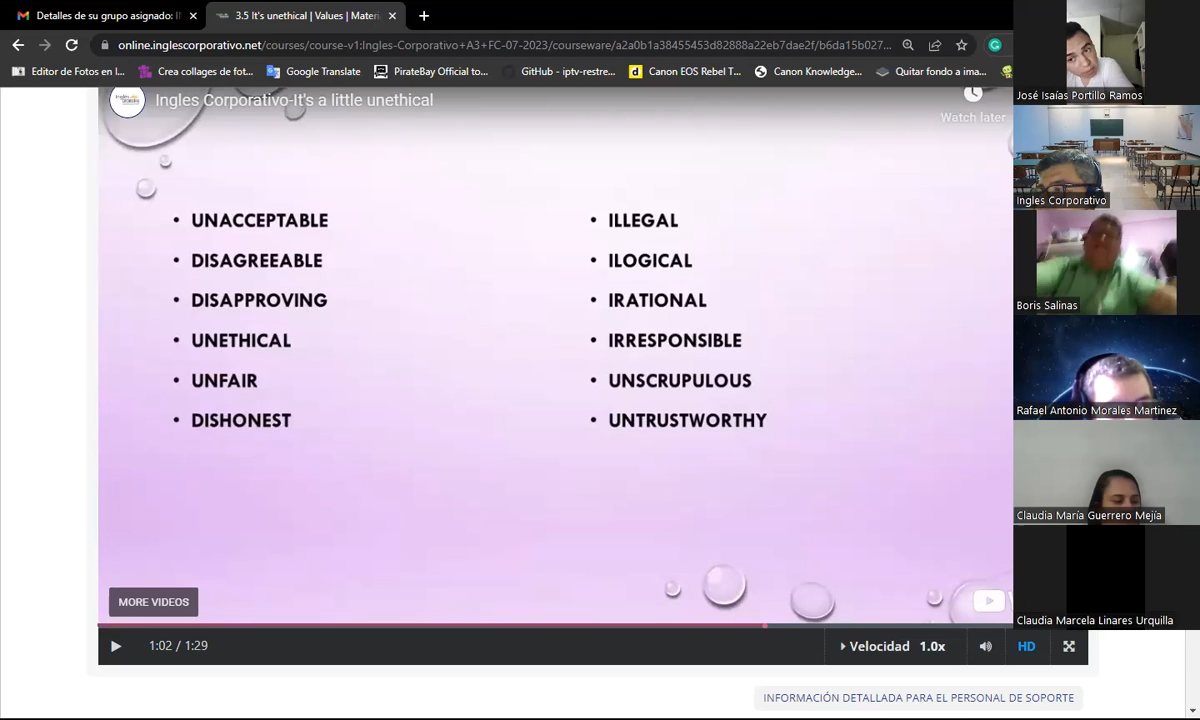 Detalles de su grupo asignado: I
3.5 It's unethical | Values | Materi
online.inglescorporativo.net/courses/course-v1:Ingles-Corporativo+A3+FC-07-2023/courseware/a2a0b1a38455453d82888a22eb7dae2f/b6da15b027...
Editor de Fotos en l...
Crea collages de fot...
Google Translate
PirateBay Official to...
GitHub - iptv-restre...
Canon EOS Rebel T...
Canon Knowledge...
Quitar fondo a ima...
Ingles Corporativo-It's a little unethical
Watch later
• UNACCEPTABLE
• DISAGREEABLE
• DISAPPROVING
• UNETHICAL
• UNFAIR
• DISHONEST
• ILLEGAL
• ILOGICAL
• IRATIONAL
• IRRESPONSIBLE
• UNSCRUPULOUS
• UNTRUSTWORTHY
MORE VIDEOS
1:02 / 1:29
Velocidad 1.0x
HD
INFORMACIÓN DETALLADA PARA EL PERSONAL DE SOPORTE
José Isaías Portillo Ramos
Ingles Corporativo
Boris Salinas
Rafael Antonio Morales Martinez
Claudia María Guerrero Mejía
Claudia Marcela Linares Urquilla